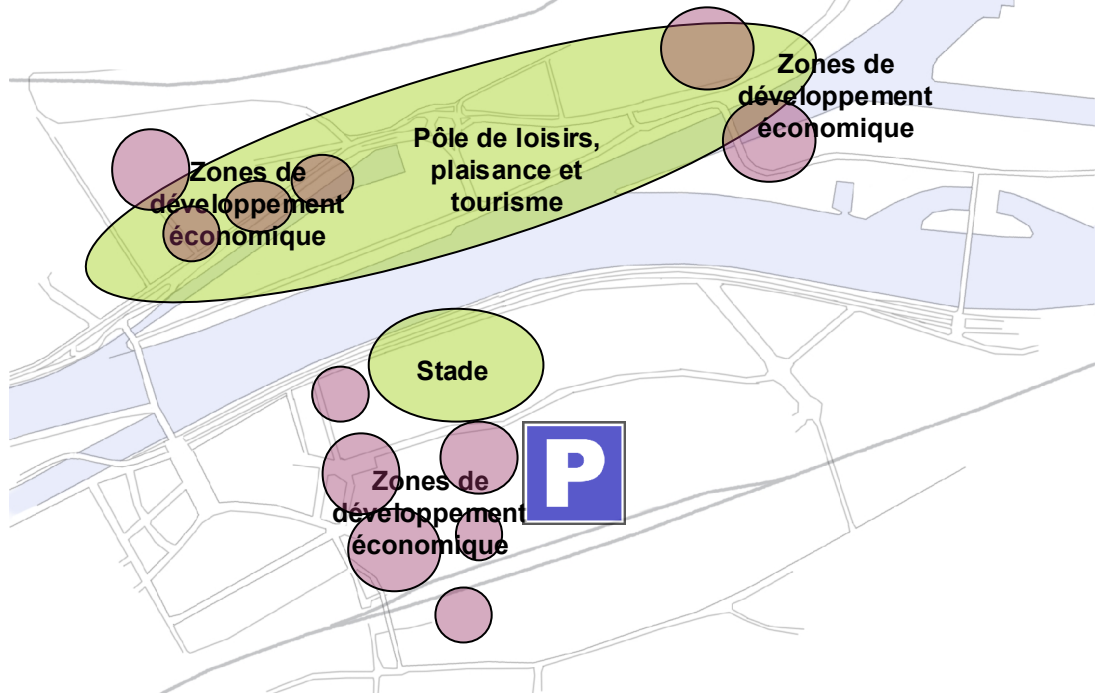 Zones de
développement
économique
Pôle de loisirs,
plaisance et
tourisme
Zones de
développement
économique
Stade
P
Zones de
développement
économique